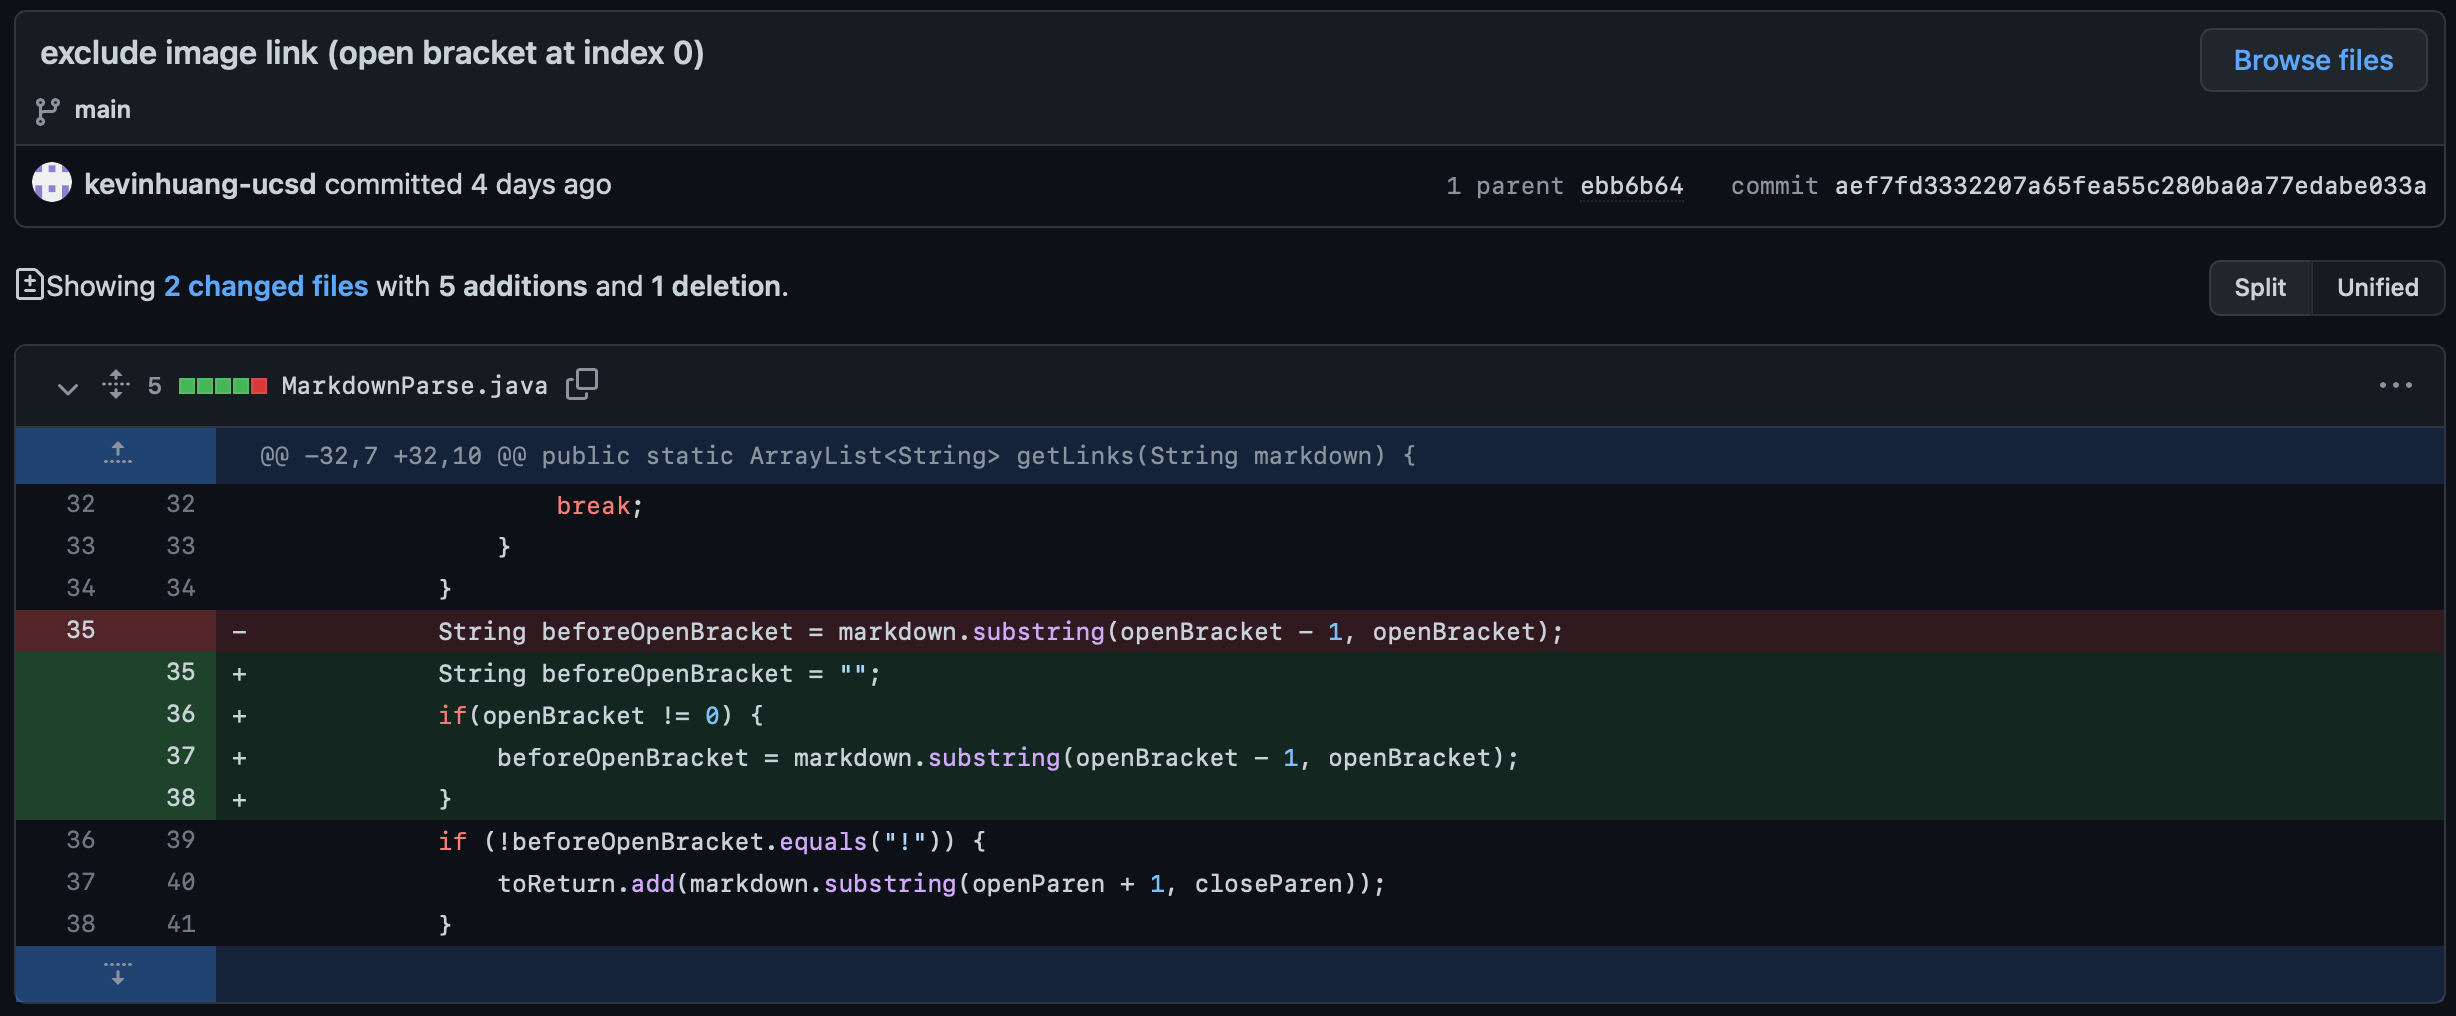 exclude image link (open bracket at index 0)
Browse files
main
kevinhuang-ucsd committed 4 days ago
1 parent ebb6b64 commit aef7fd3332207a65fea55c280ba0a77edabe033a
Showing 2 changed files with 5 additions and 1 deletion.
Split Unified
5 MarkdownParse.java
@@ -32,7 +32,10 @@ public static ArrayList<String> getLinks(String markdown) {
32 32 break;
33 33 }
34 34 }
35 - String beforeOpenBracket = markdown.substring(openBracket - 1, openBracket);
35 + String beforeOpenBracket = "";
36 + if(openBracket != 0) {
37 + beforeOpenBracket = markdown.substring(openBracket - 1, openBracket);
38 + }
36 39 if (!beforeOpenBracket.equals("!")) {
37 40 toReturn.add(markdown.substring(openParen + 1, closeParen));
38 41 }